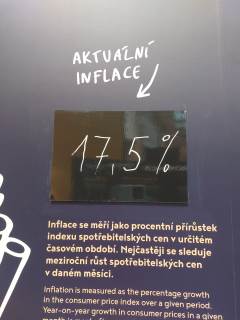 AKTUÁLNÍ
INFLACE
17,5%
Inflace se měří jako procentní přírůstek
indexu spotřebitelských cen v určitém
časovém období. Nejčastěji se sleduje
meziroční růst spotřebitelských cen
v daném měsíci.
Inflation is measured as the percentage growth
in the consumer price index over a given period.
Year-on-year growth in consumer prices in a given
month is